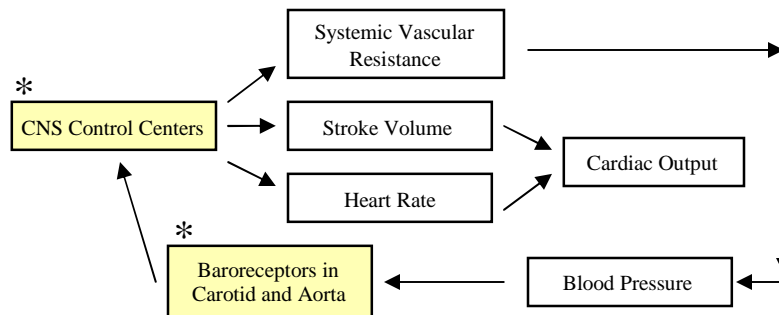 Systemic Vascular
Resistance
*
CNS Control Centers
Stroke Volume
Cardiac Output
Heart Rate
*
Baroreceptors in
Carotid and Aorta
Blood Pressure